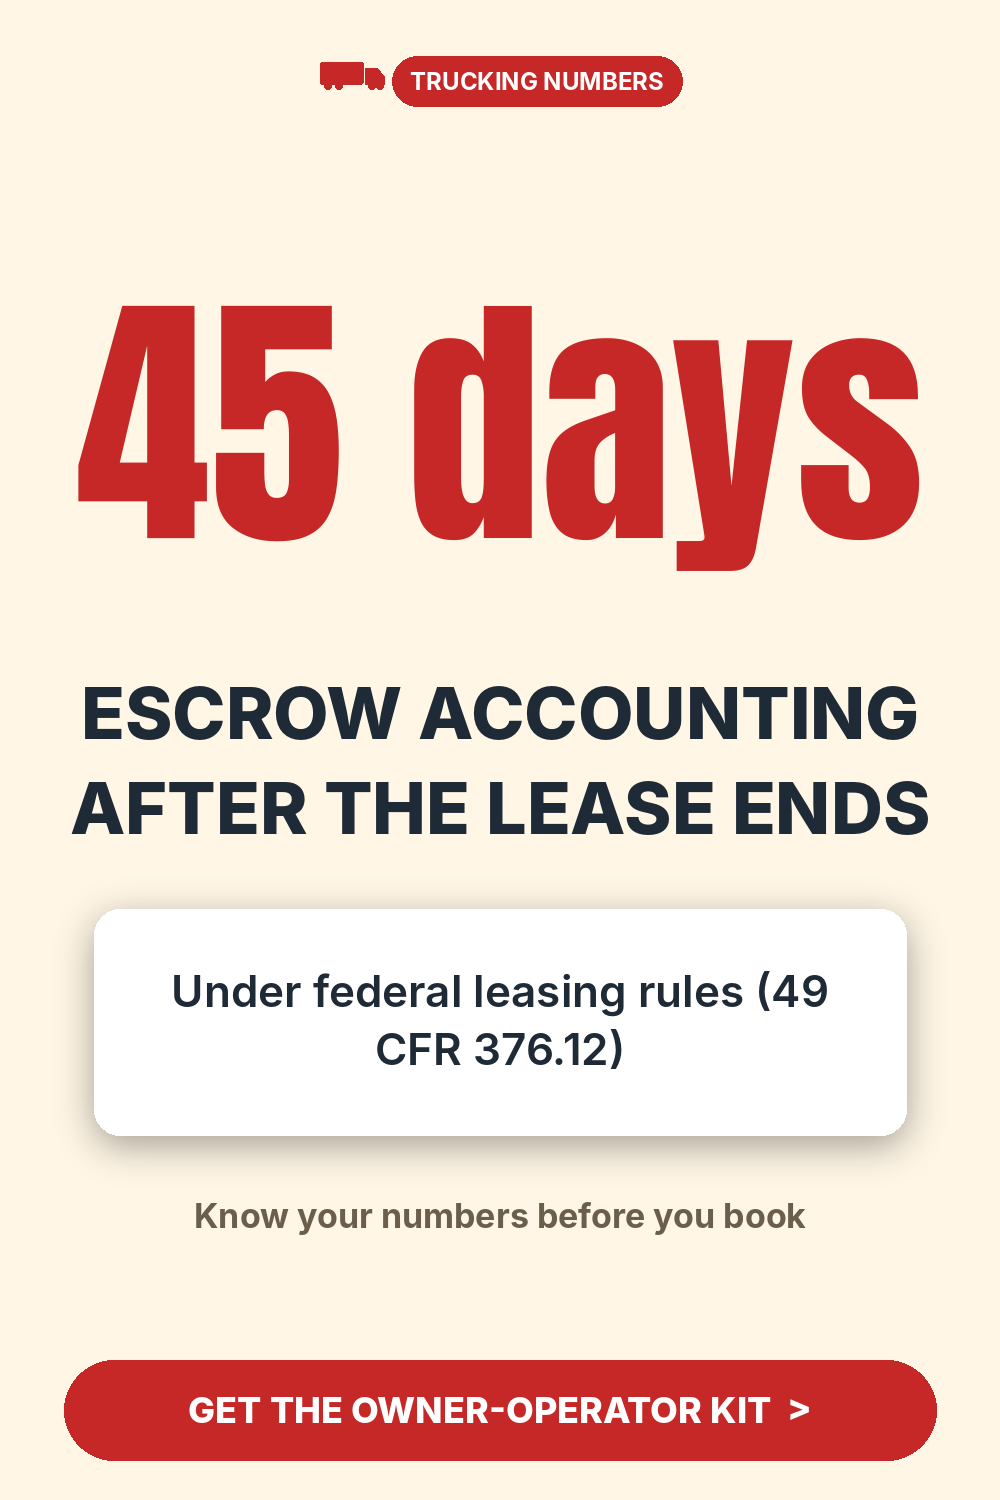 TRUCKING NUMBERS
45 days
ESCROW ACCOUNTING
AFTER THE LEASE ENDS
Under federal leasing rules (49
CFR 376.12)
Know your numbers before you book
GET THE OWNER-OPERATOR KIT >